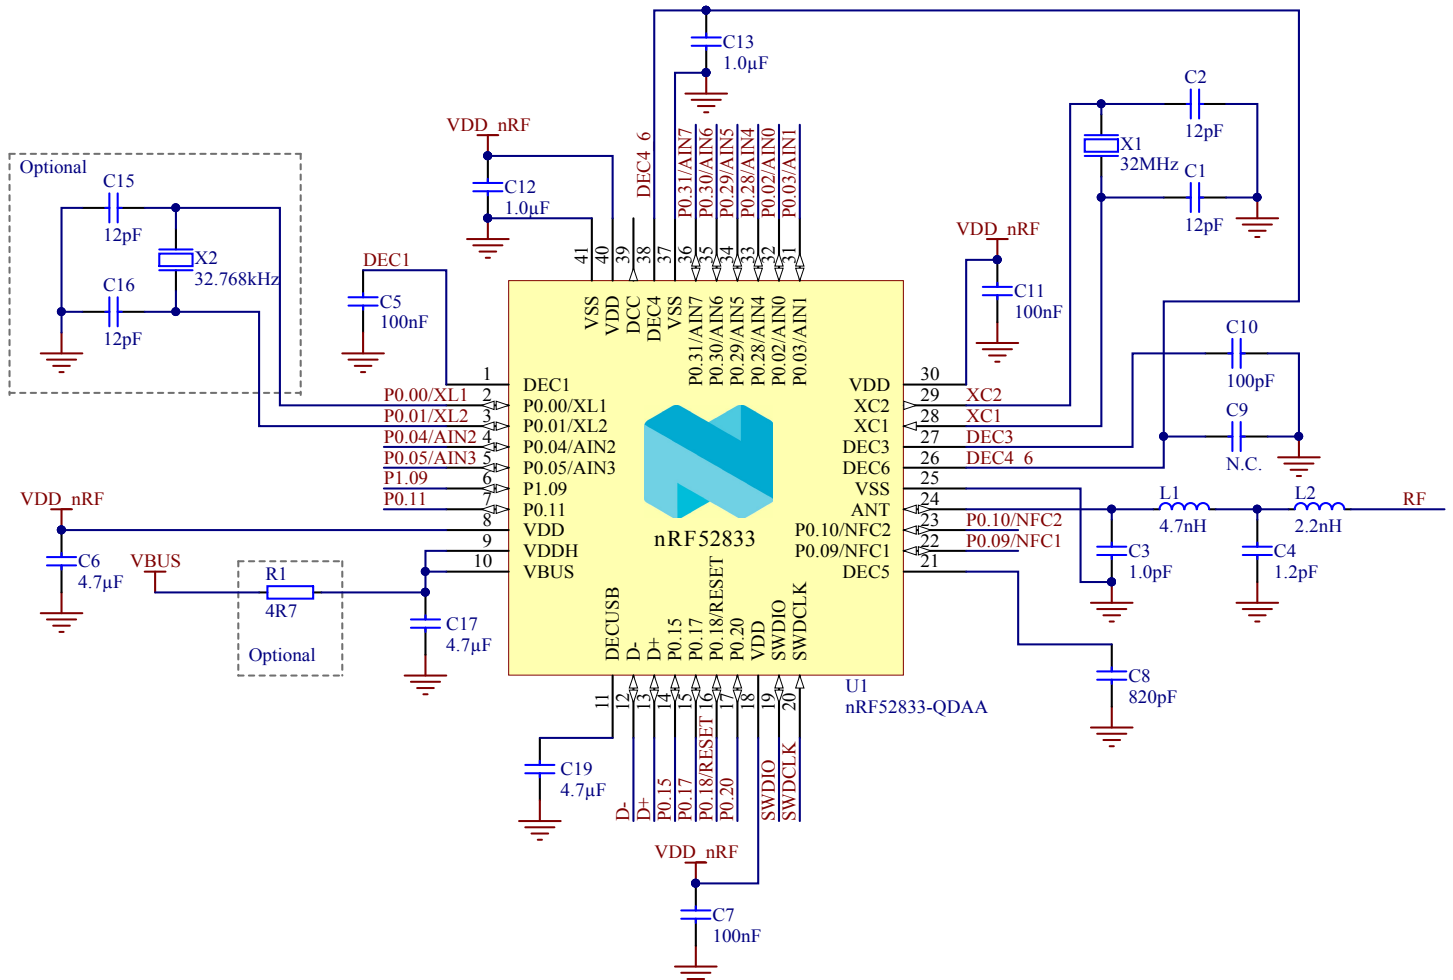 C13
1.0µF
C2
12pF
X1
32MHz
C1
12pF
VDD_nRF
C12
1.0µF
DEC4_6
P0.31/AIN7
P0.30/AIN6
P0.29/AIN5
P0.28/AIN4
P0.02/AIN0
P0.03/AIN1
Optional
C15
12pF
X2
32.768kHz
C16
12pF
DEC1
C5
100nF
VDD_nRF
C11
100nF
C10
100pF
C9
N.C.
41
40
39
38
37
36
35
34
33
32
31
VSS
VDD
DCC
DEC4
VSS
P0.31/AIN7
P0.30/AIN6
P0.29/AIN5
P0.28/AIN4
P0.02/AIN0
P0.03/AIN1
1
DEC1
P0.00/XL1
2
P0.00/XL1
P0.01/XL2
3
P0.01/XL2
P0.04/AIN2
4
P0.04/AIN2
P0.05/AIN3
5
P0.05/AIN3
P1.09
6
P1.09
P0.11
7
P0.11
8
VDD
9
VDDH
10
VBUS
VDD
30
XC2
29
XC2
XC1
28
XC1
DEC3
27
DEC3
DEC6
26
DEC4_6
VSS
25
ANT
24
P0.10/NFC2
23
P0.10/NFC2
P0.09/NFC1
22
P0.09/NFC1
DEC5
21
nRF52833
L1
4.7nH
L2
2.2nH
RF
C3
1.0pF
C4
1.2pF
C8
820pF
VDD_nRF
C6
4.7µF
VBUS
R1
4R7
Optional
C17
4.7µF
DECUSB
D-
D+
P0.15
P0.17
P0.18/RESET
P0.20
VDD
SWDIO
SWDCLK
U1
nRF52833-QDAA
11
12
13
14
15
16
17
18
19
20
C19
4.7µF
D-
D+
P0.15
P0.17
P0.18/RESET
P0.20
SWDIO
SWDCLK
VDD_nRF
C7
100nF